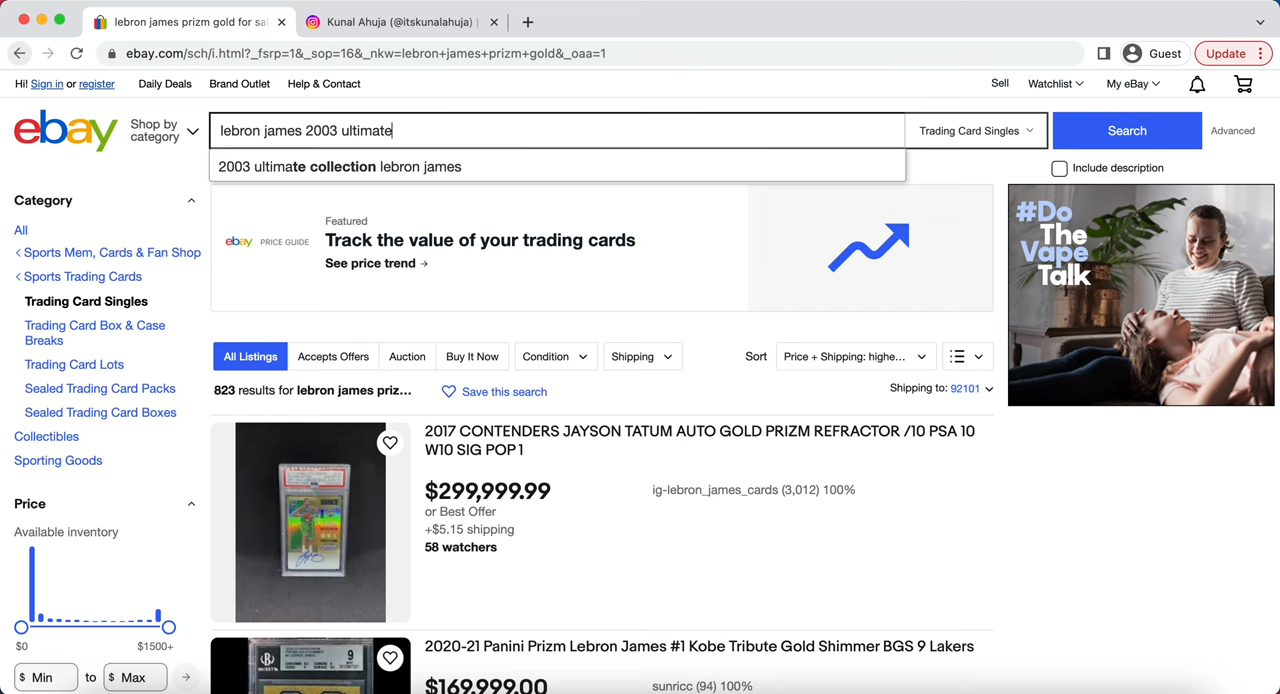 lebron james prizm gold for sal
Kunal Ahuja (@itskunalahuja) |
ebay.com/sch/i.html?_fsrp=1&_sop=16&_nkw=lebron+james+prizm+gold&_oaa=1
Guest
Update
Hi! Sign in or register
Daily Deals
Brand Outlet
Help & Contact
Sell
Watchlist
My eBay
ebay
Shop by
category
lebron james 2003 ultimate
Trading Card Singles
Search
Advanced
2003 ultimate collection lebron james
Include description
Category
All
Sports Mem, Cards & Fan Shop
Sports Trading Cards
Trading Card Singles
Trading Card Box & Case
Breaks
Trading Card Lots
Sealed Trading Card Packs
Sealed Trading Card Boxes
Collectibles
Sporting Goods
Price
Available inventory
$0
$1500+
$ Min
to
$ Max
ebay PRICE GUIDE
Featured
Track the value of your trading cards
See price trend →
#Do
The
Vape
Talk
All Listings
Accepts Offers
Auction
Buy It Now
Condition
Shipping
Sort
Price + Shipping: highe...
823 results for lebron james priz...
Save this search
Shipping to: 92101
2017 CONTENDERS JAYSON TATUM AUTO GOLD PRIZM REFRACTOR /10 PSA 10
W10 SIG POP 1
$299,999.99
or Best Offer
+$5.15 shipping
58 watchers
ig-lebron_james_cards (3,012) 100%
9
2020-21 Panini Prizm Lebron James #1 Kobe Tribute Gold Shimmer BGS 9 Lakers
$169,999.00
sunricc (94) 100%